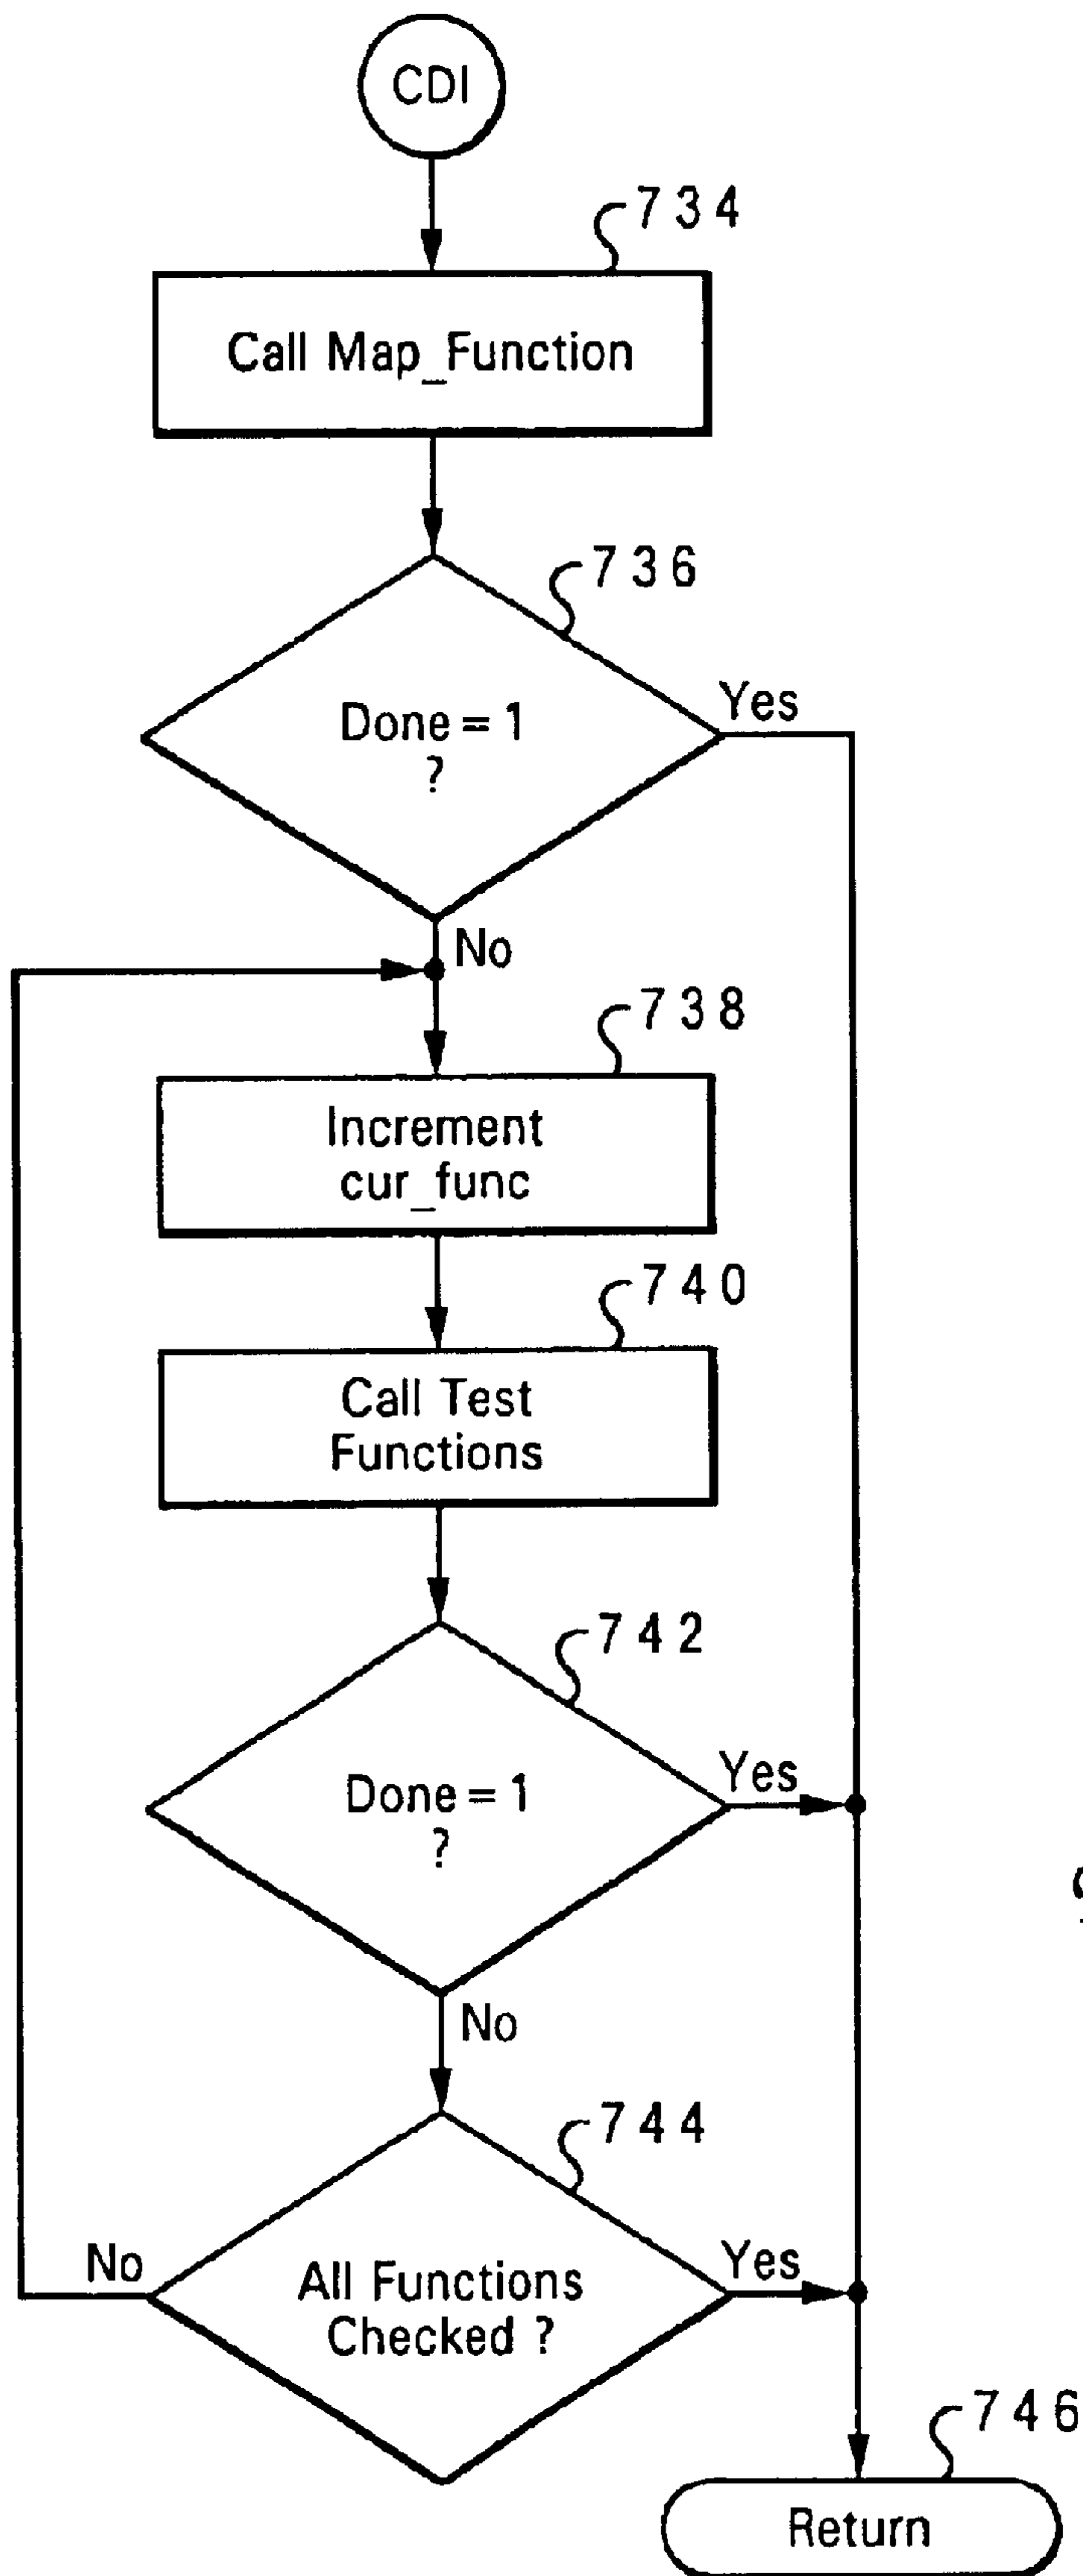 CDI
734
Call Map_Function
736
Done = 1
?
Yes
No
738
Increment
cur_func
740
Call Test
Functions
742
Done = 1
?
Yes
No
744
All Functions
Checked ?
No
Yes
746
Return